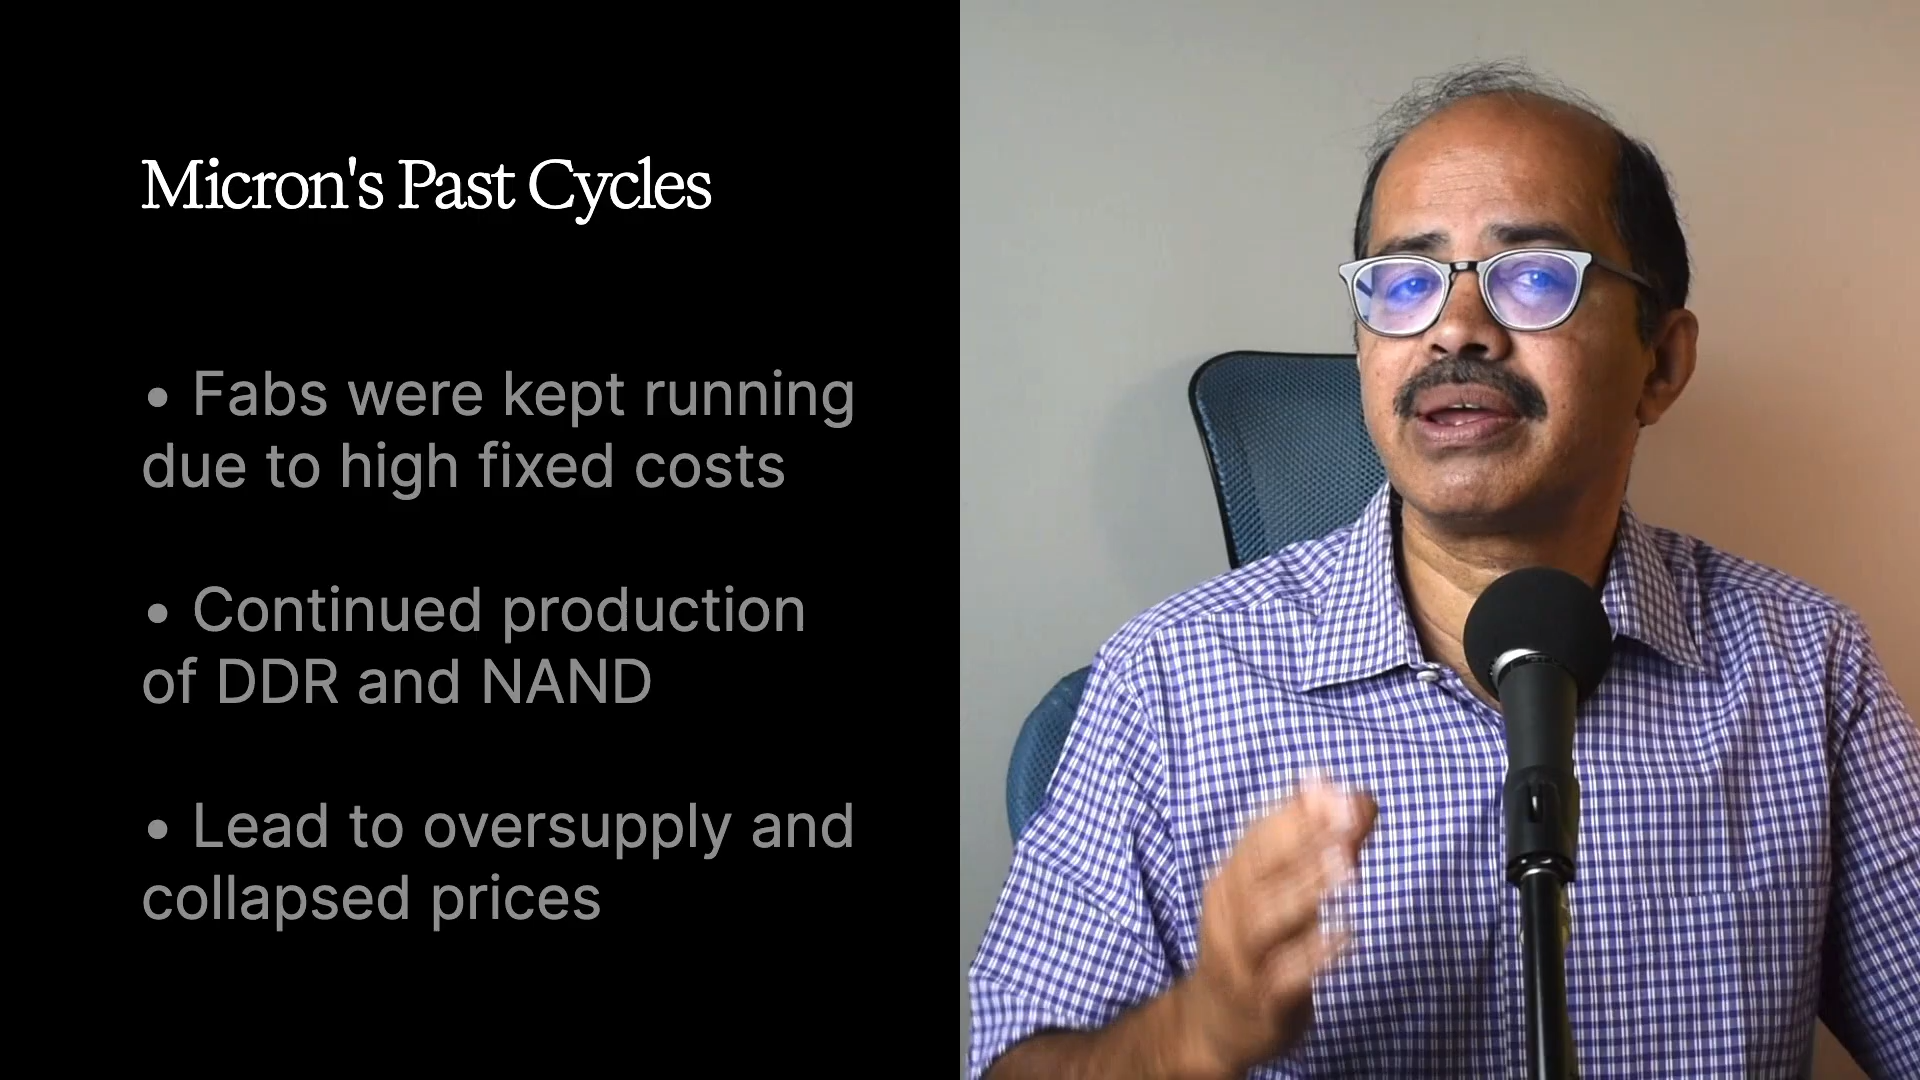 Micron's Past Cycles
• Fabs were kept running
due to high fixed costs
• Continued production
of DDR and NAND
• Lead to oversupply and
collapsed prices